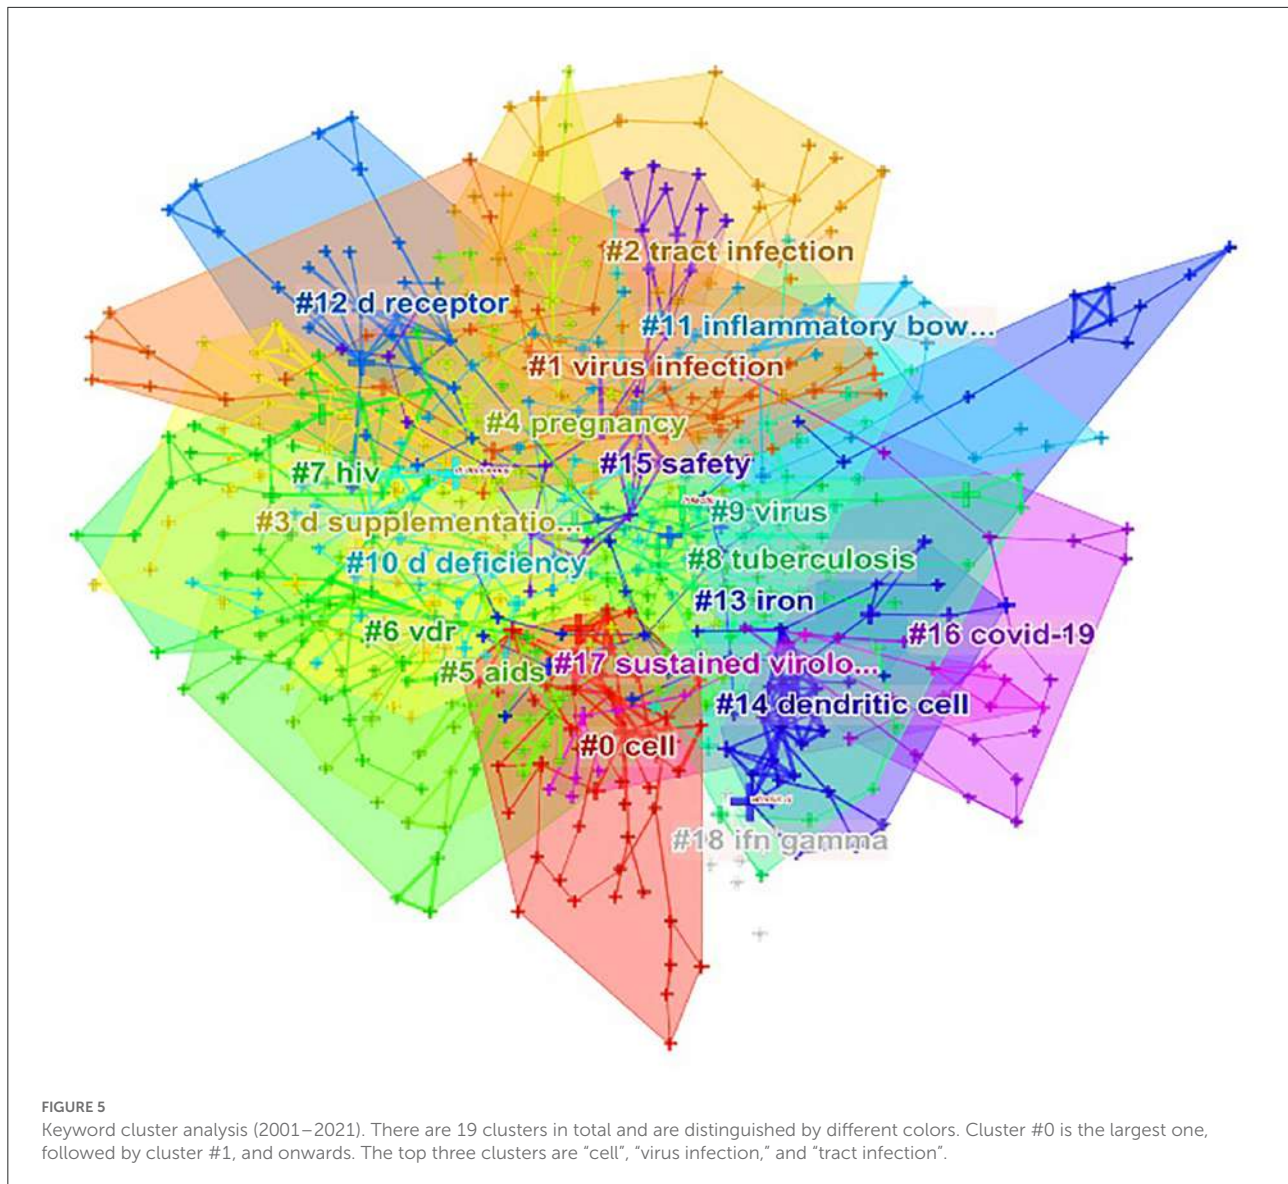 #2 tract infection
#12 d receptor
#11 inflammatory bow...
#1 virus infection
#4 pregnancy
#15 safety
#7 hiv
#9 virus
#3 d supplementatio...
#10 d deficiency
#8 tuberculosis
#13 iron
#6 vdr
#16 covid-19
#5 aids
#17 sustained virolo...
#14 dendritic cell
#0 cell
#18 ifn gamma
FIGURE 5
Keyword cluster analysis (2001–2021). There are 19 clusters in total and are distinguished by different colors. Cluster #0 is the largest one,
followed by cluster #1, and onwards. The top three clusters are “cell”, “virus infection,” and “tract infection”.